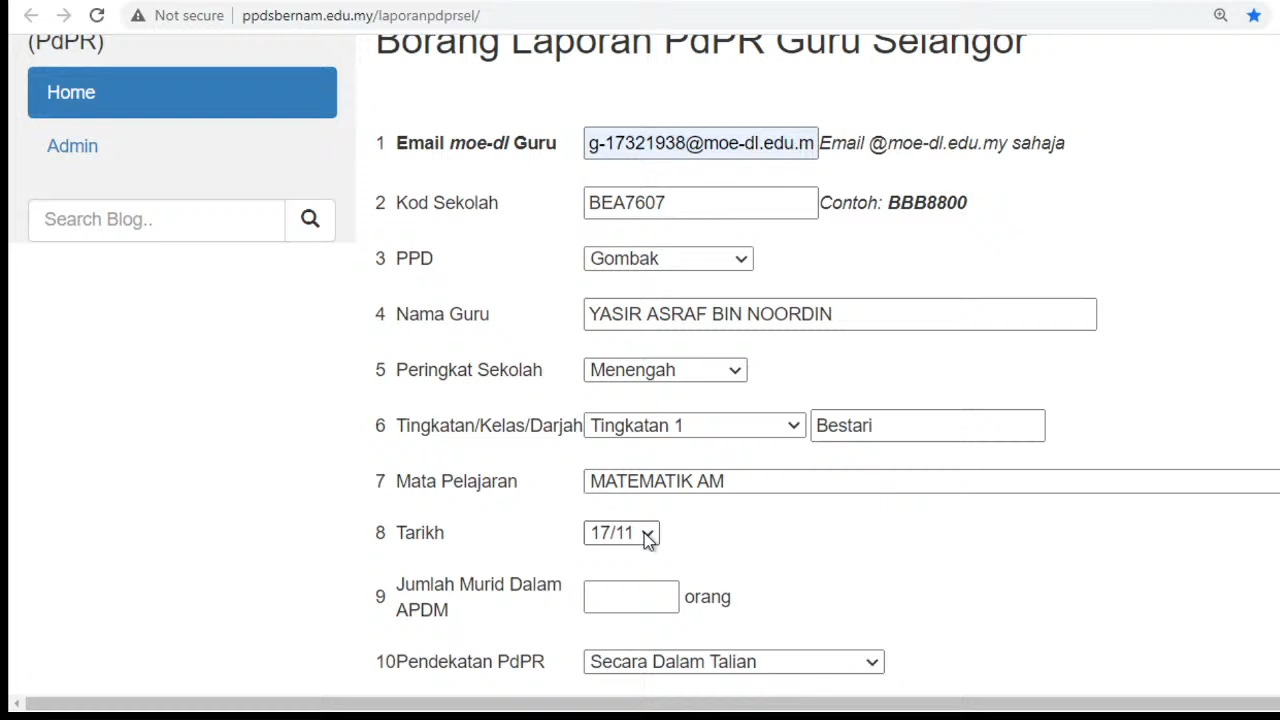 Not secure
ppdsbernam.edu.my/laporanpdprsel/
(PdPR)
Home
Admin
Search Blog..
Borang Laporan PdPR Guru Selangor
1 Email moe-dl Guru g-17321938@moe-dl.edu.m Email @moe-dl.edu.my sahaja
2 Kod Sekolah BEA7607 Contoh: BBB8800
3 PPD Gombak
4 Nama Guru YASIR ASRAF BIN NOORDIN
5 Peringkat Sekolah Menengah
6 Tingkatan/Kelas/Darjah Tingkatan 1 Bestari
7 Mata Pelajaran MATEMATIK AM
8 Tarikh 17/11
9 Jumlah Murid Dalam APDM orang
10 Pendekatan PdPR Secara Dalam Talian